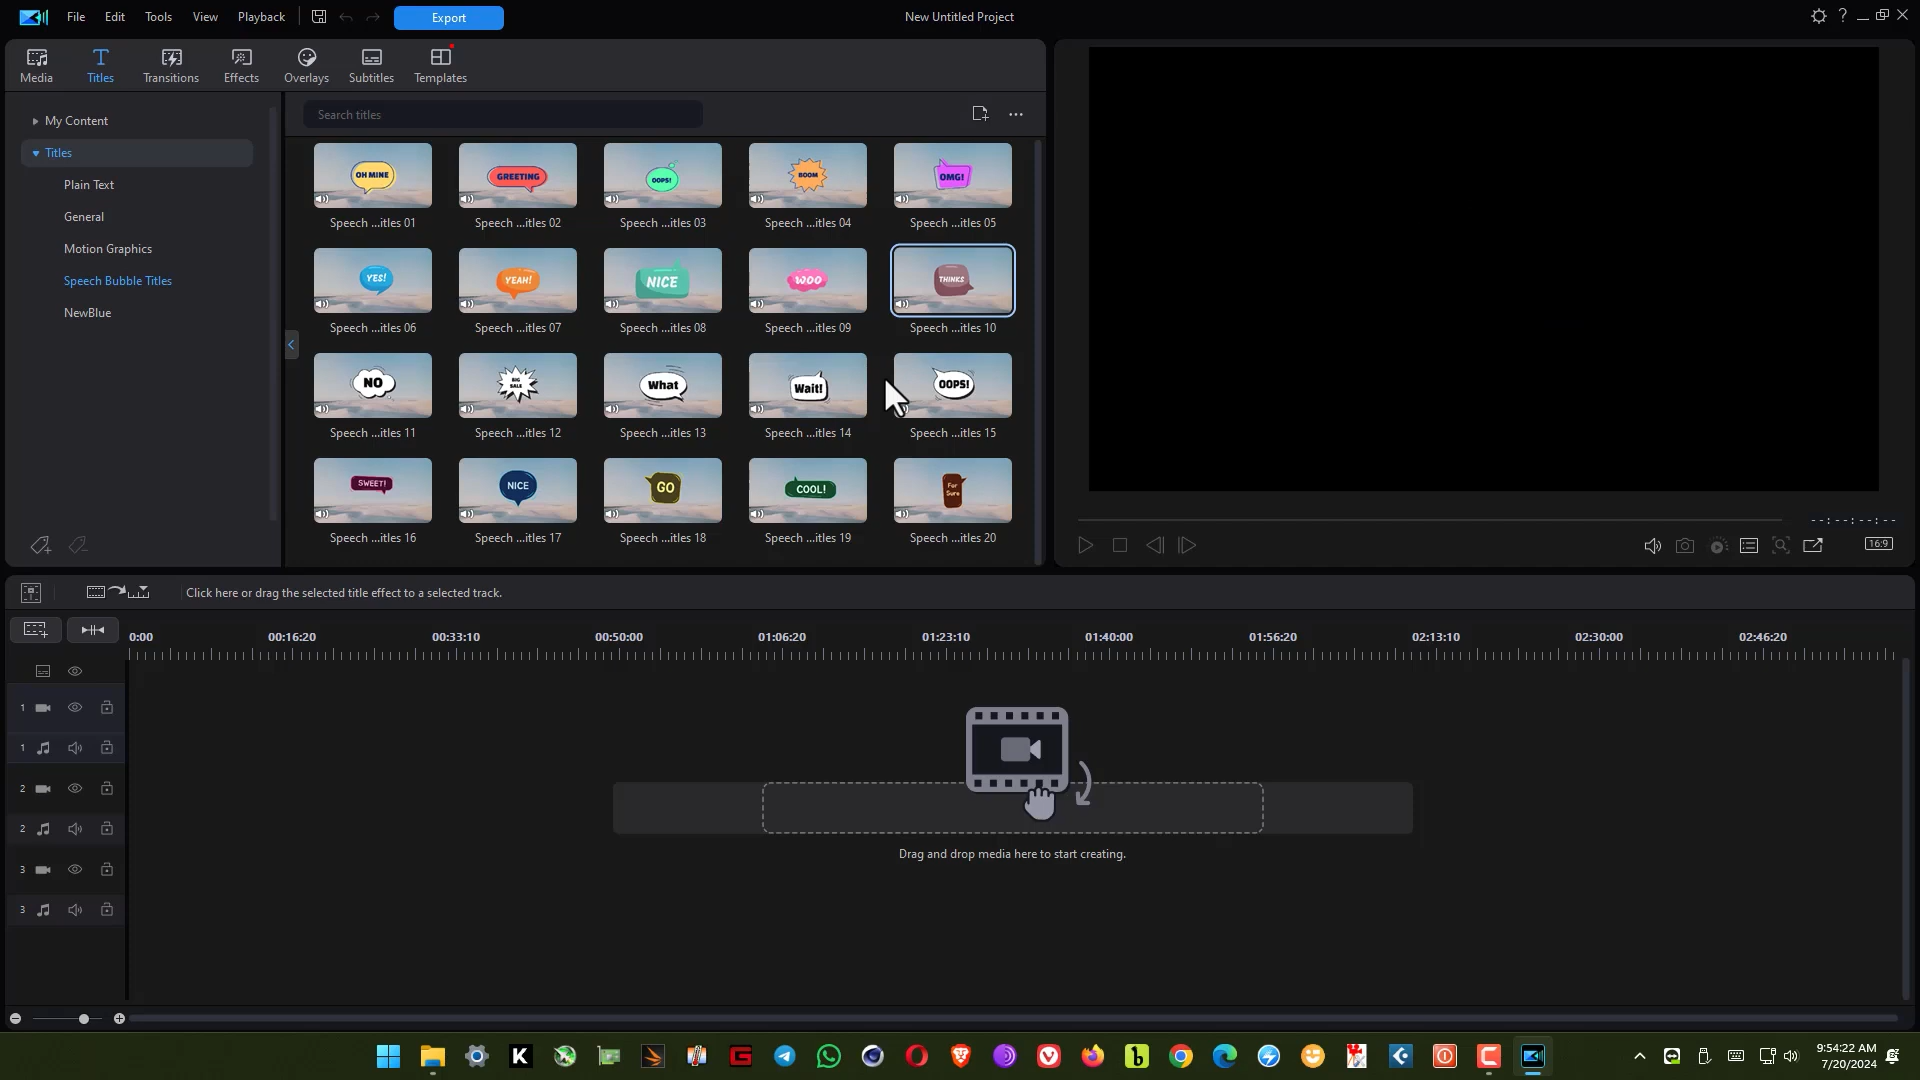 File Edit Tools View Playback Export New Untitled Project
Media Titles Transitions Effects Overlays Subtitles Templates
My Content
Titles
Plain Text
General
Motion Graphics
Speech Bubble Titles
NewBlue
Search titles
OH MINE GREETING OOPS! BOOM OMG!
Speech ...itles 01 Speech ...itles 02 Speech ...itles 03 Speech ...itles 04 Speech ...itles 05
YES! YEAH! NICE WOO THINKS
Speech ...itles 06 Speech ...itles 07 Speech ...itles 08 Speech ...itles 09 Speech ...itles 10
NO BIG SALE What Wait! OOPS!
Speech ...itles 11 Speech ...itles 12 Speech ...itles 13 Speech ...itles 14 Speech ...itles 15
SWEET! NICE GO COOL! For Sure
Speech ...itles 16 Speech ...itles 17 Speech ...itles 18 Speech ...itles 19 Speech ...itles 20
--:--:--:--
16:9
Click here or drag the selected title effect to a selected track.
0:00 00:16:20 00:33:10 00:50:00 01:06:20 01:23:10 01:40:00 01:56:20 02:13:10 02:30:00 02:46:20
1
1
2
2
3
3
Drag and drop media here to start creating.
9:54:22 AM
7/20/2024